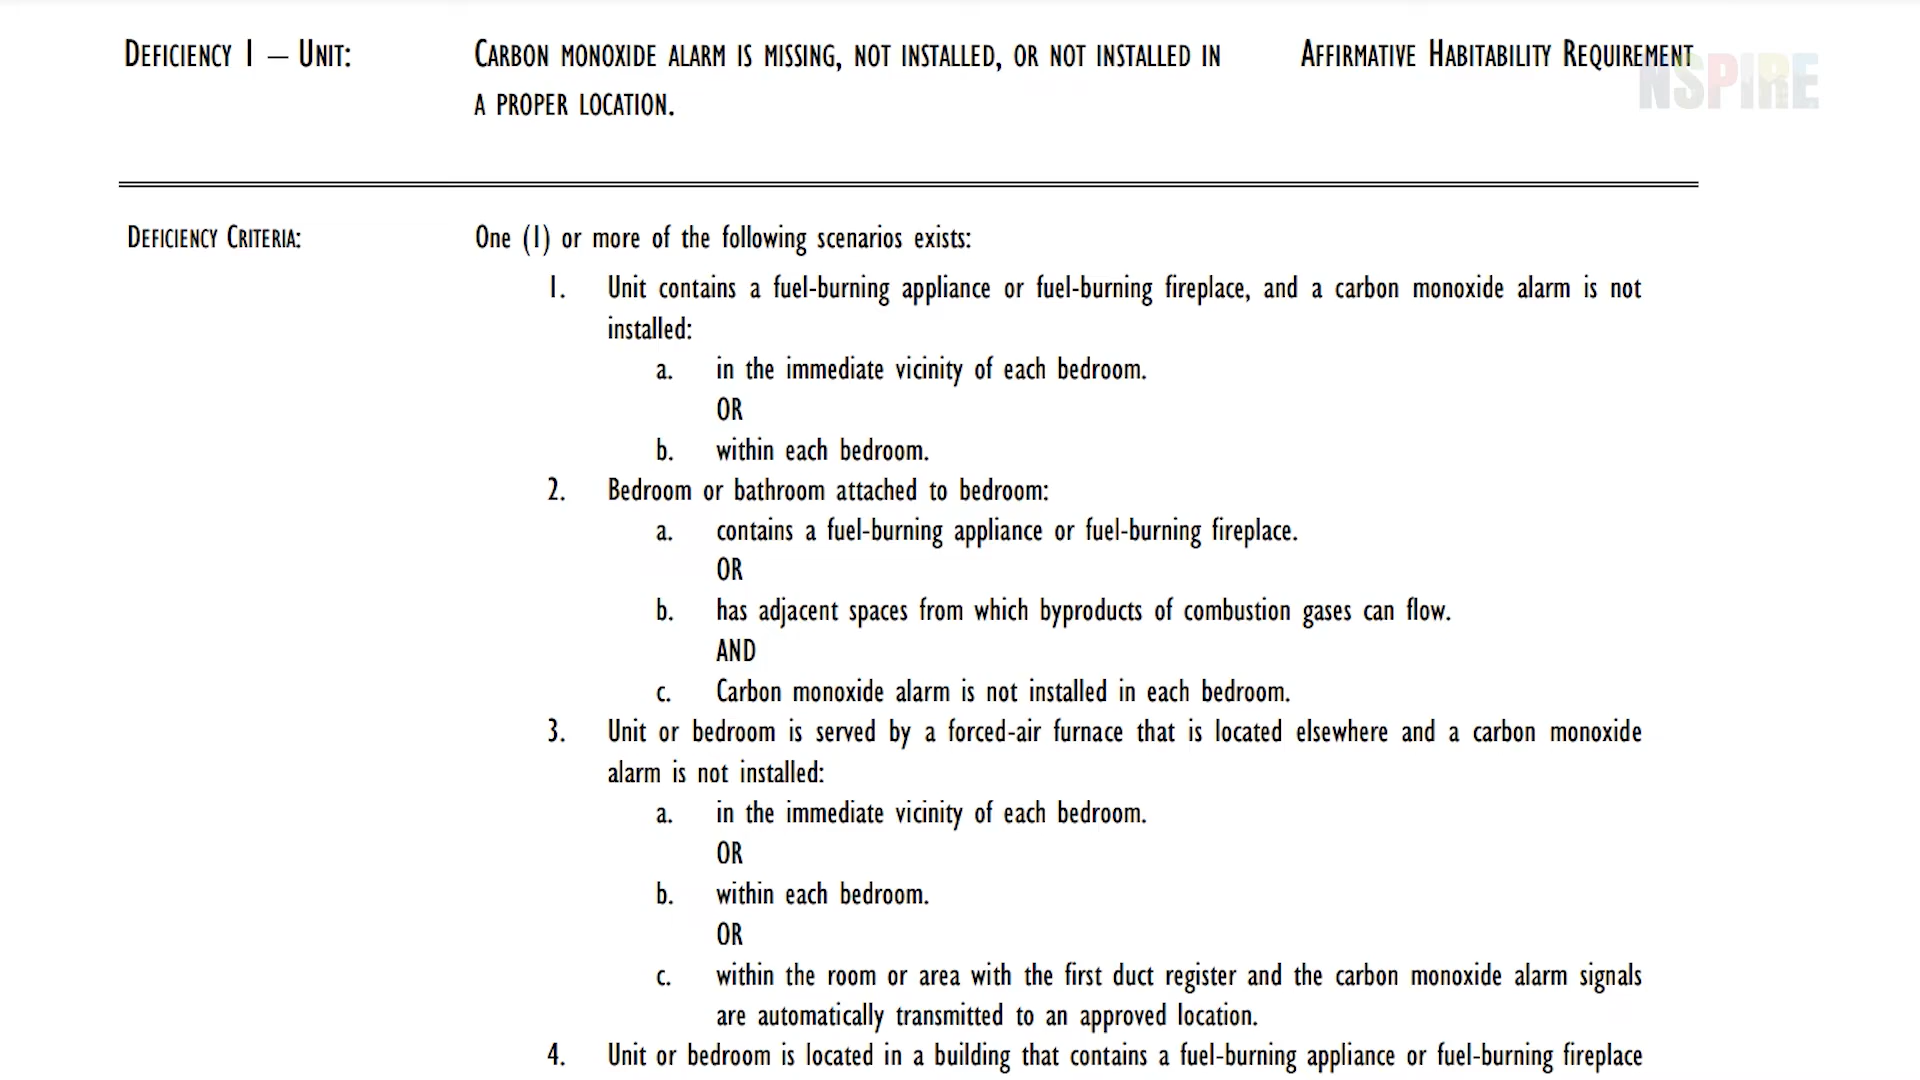 DEFICIENCY 1 – UNIT: CARBON MONOXIDE ALARM IS MISSING, NOT INSTALLED, OR NOT INSTALLED IN AFFIRMATIVE HABITABILITY REQUIREMENT
A PROPER LOCATION.
NSPIRE
DEFICIENCY CRITERIA: One (1) or more of the following scenarios exists:
1. Unit contains a fuel-burning appliance or fuel-burning fireplace, and a carbon monoxide alarm is not
installed:
a. in the immediate vicinity of each bedroom.
OR
b. within each bedroom.
2. Bedroom or bathroom attached to bedroom:
a. contains a fuel-burning appliance or fuel-burning fireplace.
OR
b. has adjacent spaces from which byproducts of combustion gases can flow.
AND
c. Carbon monoxide alarm is not installed in each bedroom.
3. Unit or bedroom is served by a forced-air furnace that is located elsewhere and a carbon monoxide
alarm is not installed:
a. in the immediate vicinity of each bedroom.
OR
b. within each bedroom.
OR
c. within the room or area with the first duct register and the carbon monoxide alarm signals
are automatically transmitted to an approved location.
4. Unit or bedroom is located in a building that contains a fuel-burning appliance or fuel-burning fireplace